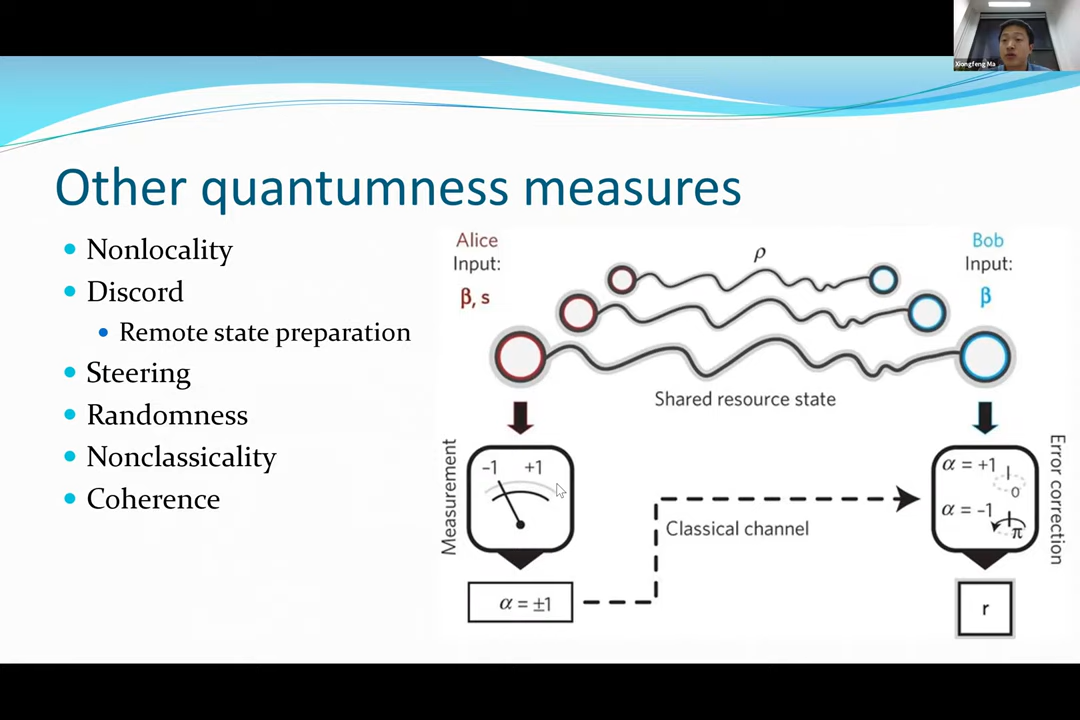 Xiongfeng Ma
Other quantumness measures
Nonlocality
Discord
Remote state preparation
Steering
Randomness
Nonclassicality
Coherence
Alice
Input:
β, s
ρ
Bob
Input:
β
Shared resource state
Measurement
−1 +1
α = ±1
Classical channel
α = +1
0
α = −1
π
Error correction
r